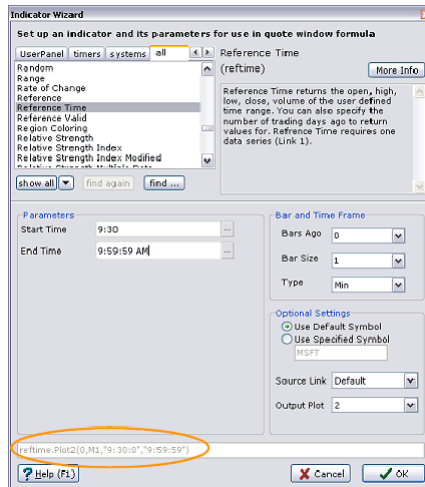 Indicator Wizard
Set up an indicator and its parameters for use in quote window formula
UserPanel timers systems all
Random
Range
Rate of Change
Reference
Reference Time
Reference Valid
Region Coloring
Relative Strength
Relative Strength Index
Relative Strength Index Modified
show all find again find ...
Reference Time
(reftime) More Info
Reference Time returns the open, high,
low, close, volume of the user defined
time range. You can also specify the
number of trading days ago to return
values for. Refrence Time requires one
data series (Link 1).
Parameters
Start Time 9:30 ...
End Time 9:59:59 AM ...
Bar and Time Frame
Bars Ago 0
Bar Size 1
Type Min
Optional Settings
Use Default Symbol
Use Specified Symbol
MSFT
Source Link Default
Output Plot 2
reftime.Plot2(0,M1,"9:30:0","9:59:59")
? Help (F1) Cancel OK